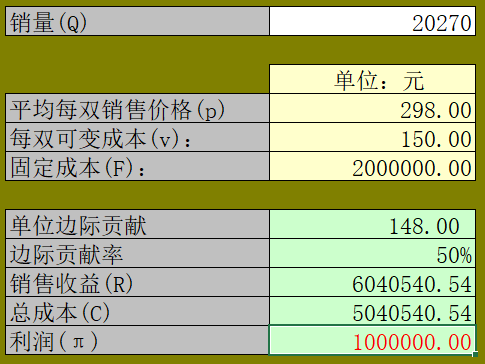 销量(Q) 20270
单位：元
平均每双销售价格(p) 298.00
每双可变成本(v)： 150.00
固定成本(F)： 2000000.00
单位边际贡献 148.00
边际贡献率 50%
销售收益(R) 6040540.54
总成本(C) 5040540.54
利润(π) 1000000.00